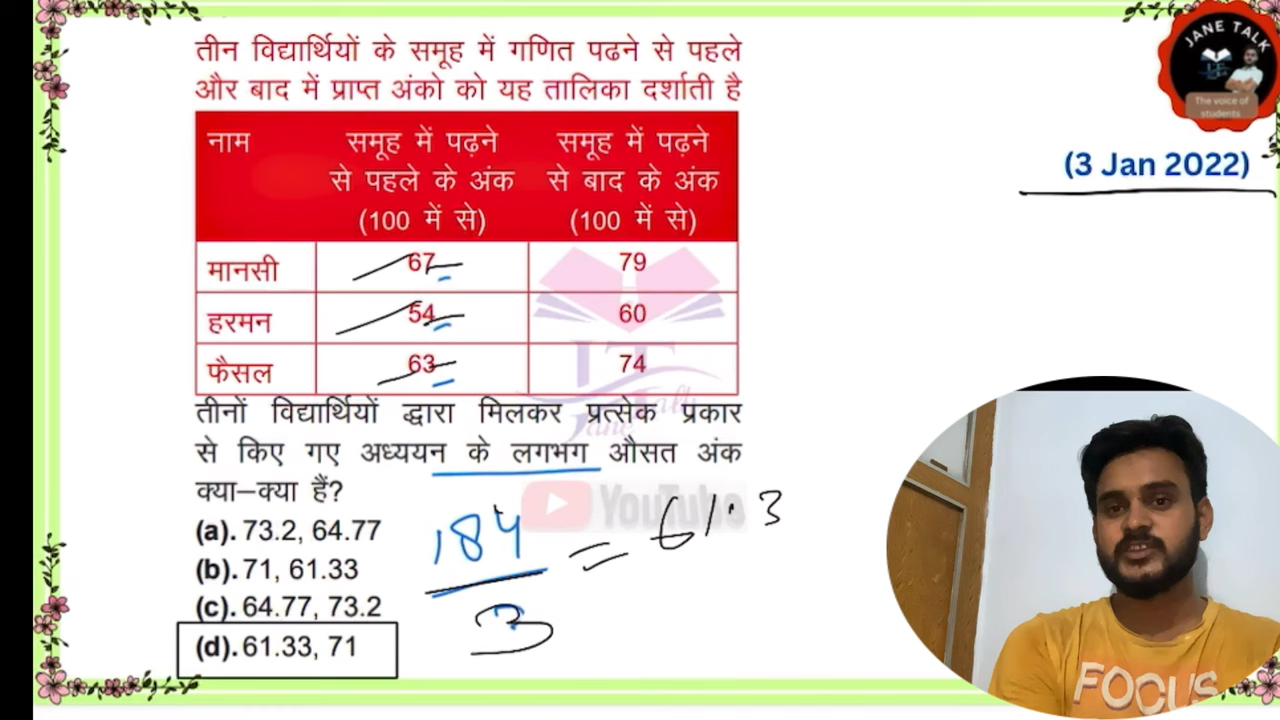 तीन विद्यार्थियों के समूह में गणित पढने से पहले
और बाद में प्राप्त अंको को यह तालिका दर्शाती है
JANE TALK
The voice of
students
(3 Jan 2022)
नाम समूह में पढ़ने समूह में पढ़ने
से पहले के अंक से बाद के अंक
(100 में से) (100 में से)
मानसी 67 79
हरमन 54 60
फैसल 63 74
तीनों विद्यार्थियों द्धारा मिलकर प्रत्सेक प्रकार
से किए गए अध्ययन के लगभग औसत अंक
क्या–क्या हैं?
(a). 73.2, 64.77
(b). 71, 61.33
(c). 64.77, 73.2
(d). 61.33, 71
184
3
= 61.3
YouTube
JT
Jane Talk
FOCUS